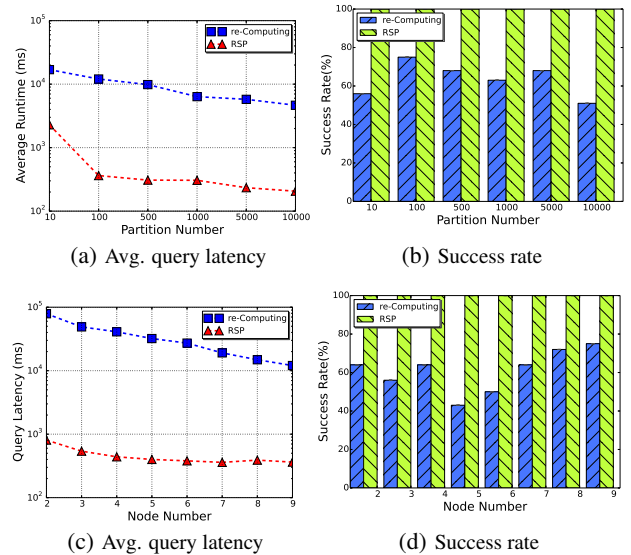 10^5
10^4
10^3
10^2
Average Runtime (ms)
re-Computing
RSP
10 100 500 1000 5000 10000
Partition Number
(a) Avg. query latency
100
80
60
40
20
0
Success Rate(%)
re-Computing
RSP
10 100 500 1000 5000 10000
Partition Number
(b) Success rate
10^5
10^4
10^3
10^2
Query Latency (ms)
re-Computing
RSP
2 3 4 5 6 7 8 9
Node Number
(c) Avg. query latency
100
80
60
40
20
0
Success Rate(%)
re-Computing
RSP
2 3 4 5 6 7 8 9
Node Number
(d) Success rate